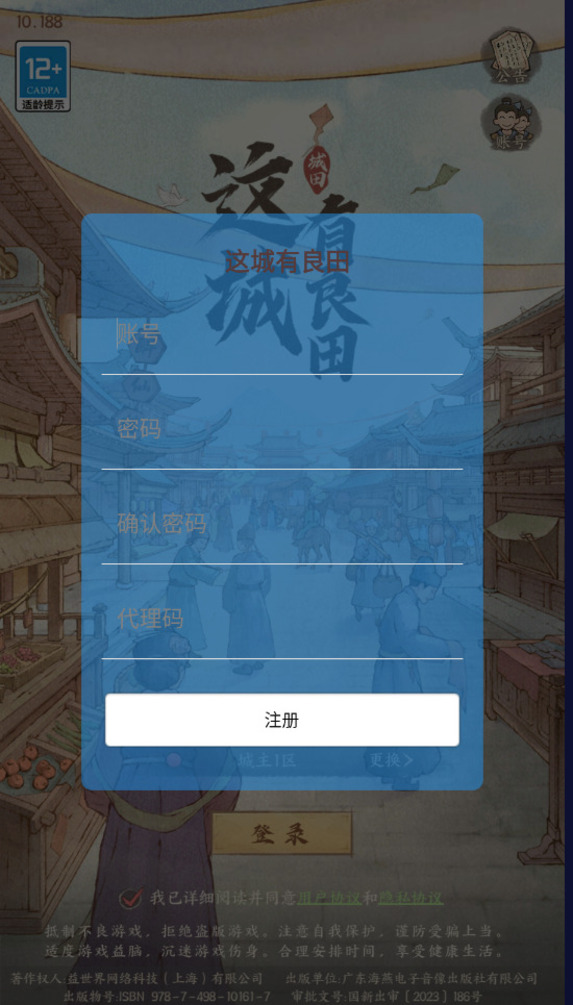 10.188
12+
CADPA
适龄提示
公告
账号
这城有良田
城田
这城有良田
账号
密码
确认密码
代理码
注册
城主1区 更换>
登录
我已详细阅读并同意用户协议和隐私协议
抵制不良游戏，拒绝盗版游戏。注意自我保护，谨防受骗上当。
适度游戏益脑，沉迷游戏伤身。合理安排时间，享受健康生活。
著作权人:益世界网络科技（上海）有限公司 出版单位:广东海燕电子音像出版社有限公司
出版物号:ISBN 978-7-498-10161-7 审批文号:国新出审【2023】186号